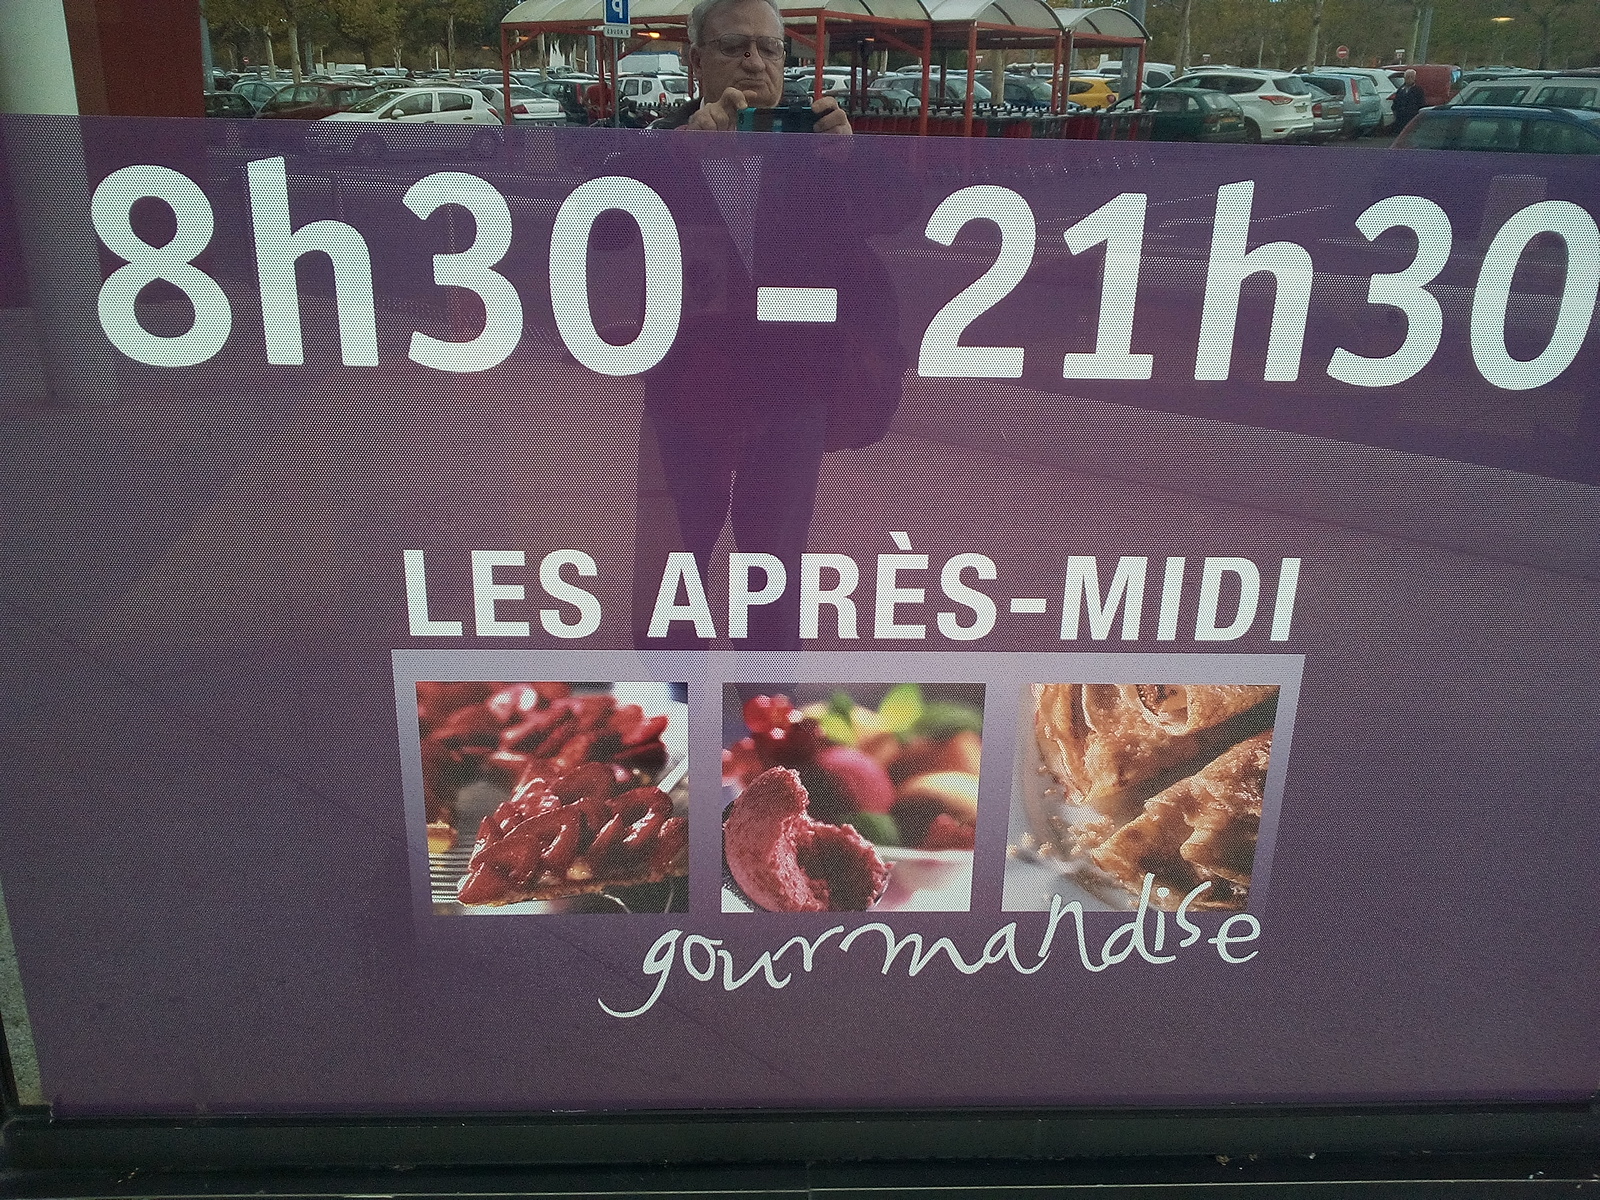 8h30 - 21h30
LES APRÈS-MIDI
gourmandise